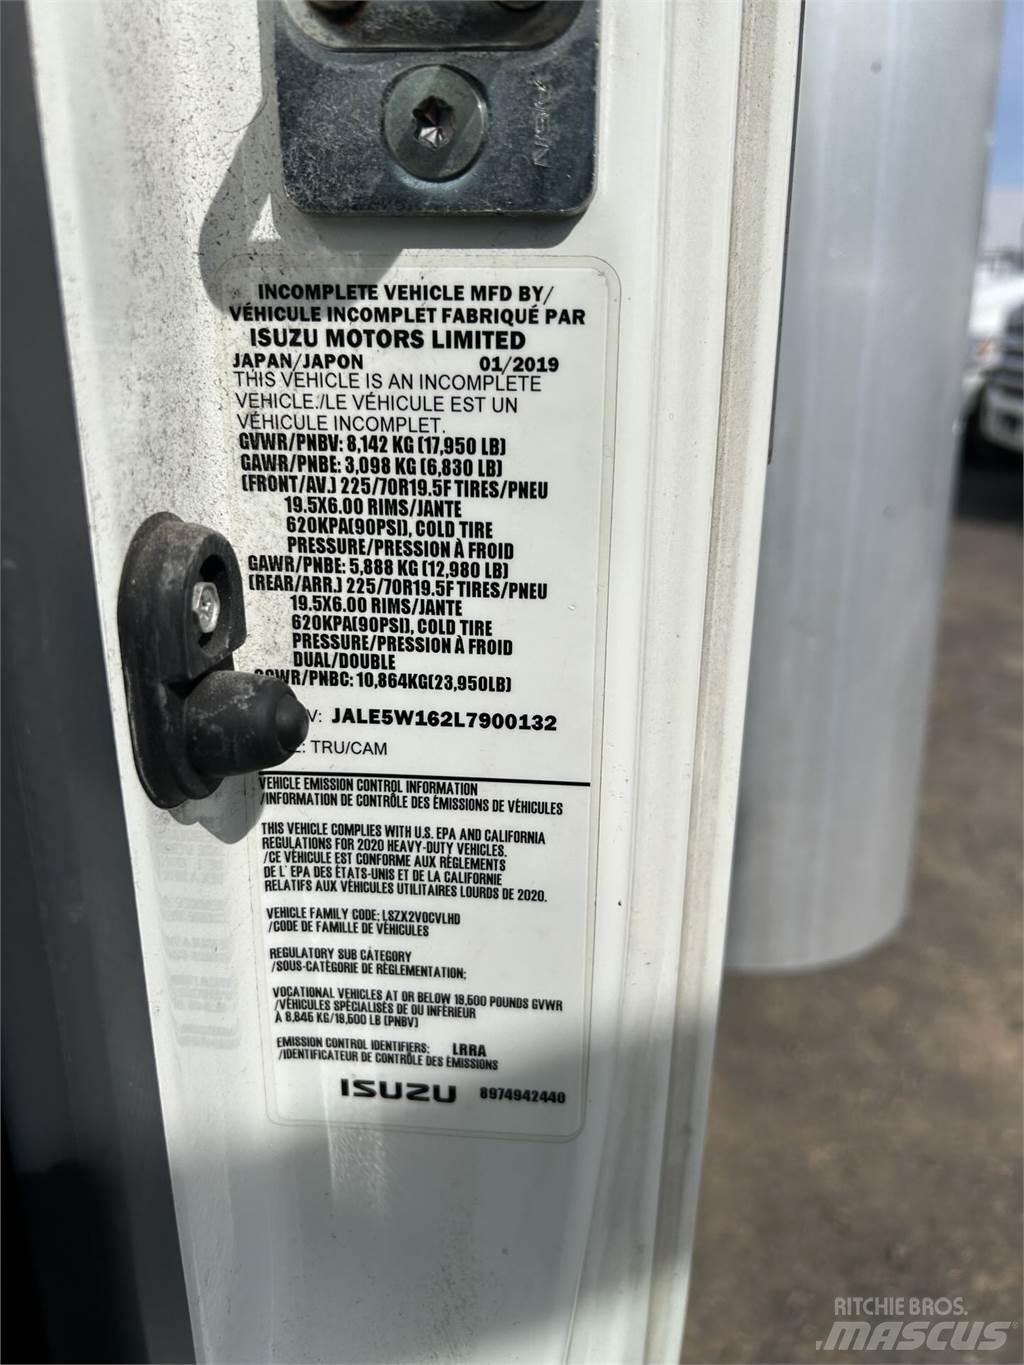 AISIN
INCOMPLETE VEHICLE MFD BY/
VÉHICULE INCOMPLET FABRIQUÉ PAR
ISUZU MOTORS LIMITED
JAPAN/JAPON 01/2019
THIS VEHICLE IS AN INCOMPLETE
VEHICLE./LE VÉHICULE EST UN
VÉHICULE INCOMPLET.
GVWR/PNBV: 8,142 KG (17,950 LB)
GAWR/PNBE: 3,098 KG (6,830 LB)
(FRONT/AV.) 225/70R19.5F TIRES/PNEU
19.5X6.00 RIMS/JANTE
620KPA(90PSI), COLD TIRE
PRESSURE/PRESSION À FROID
GAWR/PNBE: 5,888 KG (12,980 LB)
(REAR/ARR.) 225/70R19.5F TIRES/PNEU
19.5X6.00 RIMS/JANTE
620KPA(90PSI), COLD TIRE
PRESSURE/PRESSION À FROID
DUAL/DOUBLE
GCWR/PNBC: 10,864KG(23,950LB)
V: JALE5W162L7900132
E: TRU/CAM
VEHICLE EMISSION CONTROL INFORMATION
/INFORMATION DE CONTRÔLE DES ÉMISSIONS DE VÉHICULES
THIS VEHICLE COMPLIES WITH U.S. EPA AND CALIFORNIA
REGULATIONS FOR 2020 HEAVY-DUTY VEHICLES.
/CE VÉHICULE EST CONFORME AUX RÈGLEMENTS
DE L' EPA DES ÉTATS-UNIS ET DE LA CALIFORNIE
RELATIFS AUX VÉHICULES UTILITAIRES LOURDS DE 2020.
VEHICLE FAMILY CODE: LSZX2VOCVLHD
/CODE DE FAMILLE DE VÉHICULES
REGULATORY SUB CATEGORY
/SOUS-CATÉGORIE DE RÉGLEMENTATION:
VOCATIONAL VEHICLES AT OR BELOW 19,500 POUNDS GVWR
/VÉHICULES SPÉCIALISÉS DE OU INFÉRIEUR
À 8,845 KG/19,500 LB (PNBV)
EMISSION CONTROL IDENTIFIERS: LRRA
/IDENTIFICATEUR DE CONTRÔLE DES ÉMISSIONS
ISUZU 8974942440
RITCHIE BROS.
MASCUS